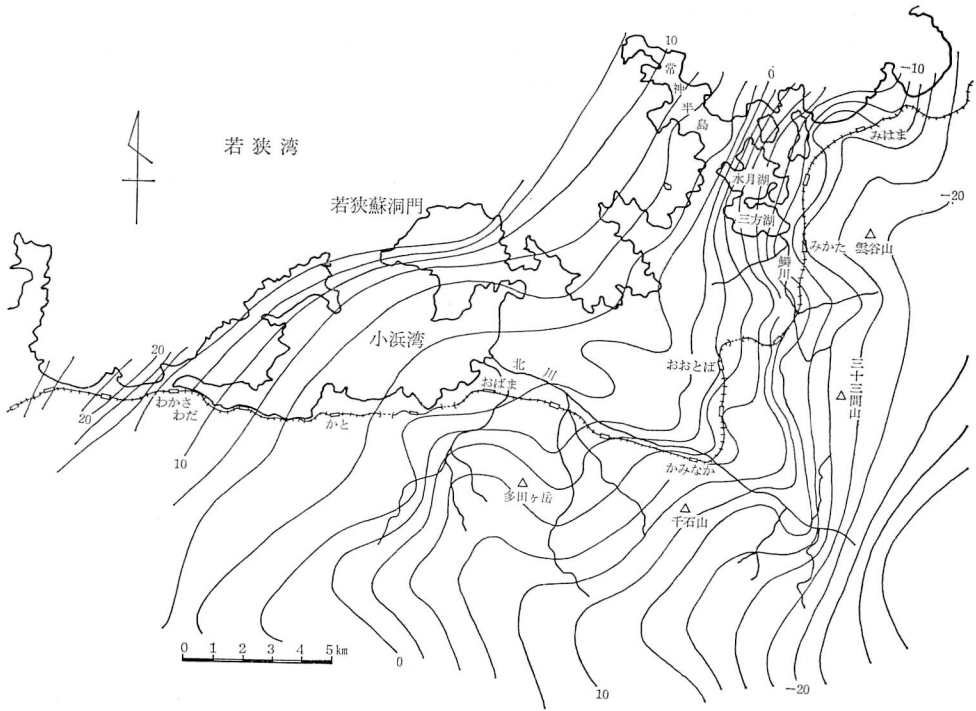 10
常神半島
0
-10
みはま
若狭湾
水月湖
三方湖
-20
若狭蘇洞門
みかた
雲谷山
鰣川
小浜湾
北川
おおとば
三十三間山
20
おばま
わかさ
わだ
20
かと
10
かみなか
多田ヶ岳
千石山
0 1 2 3 4 5km
0
10
-20